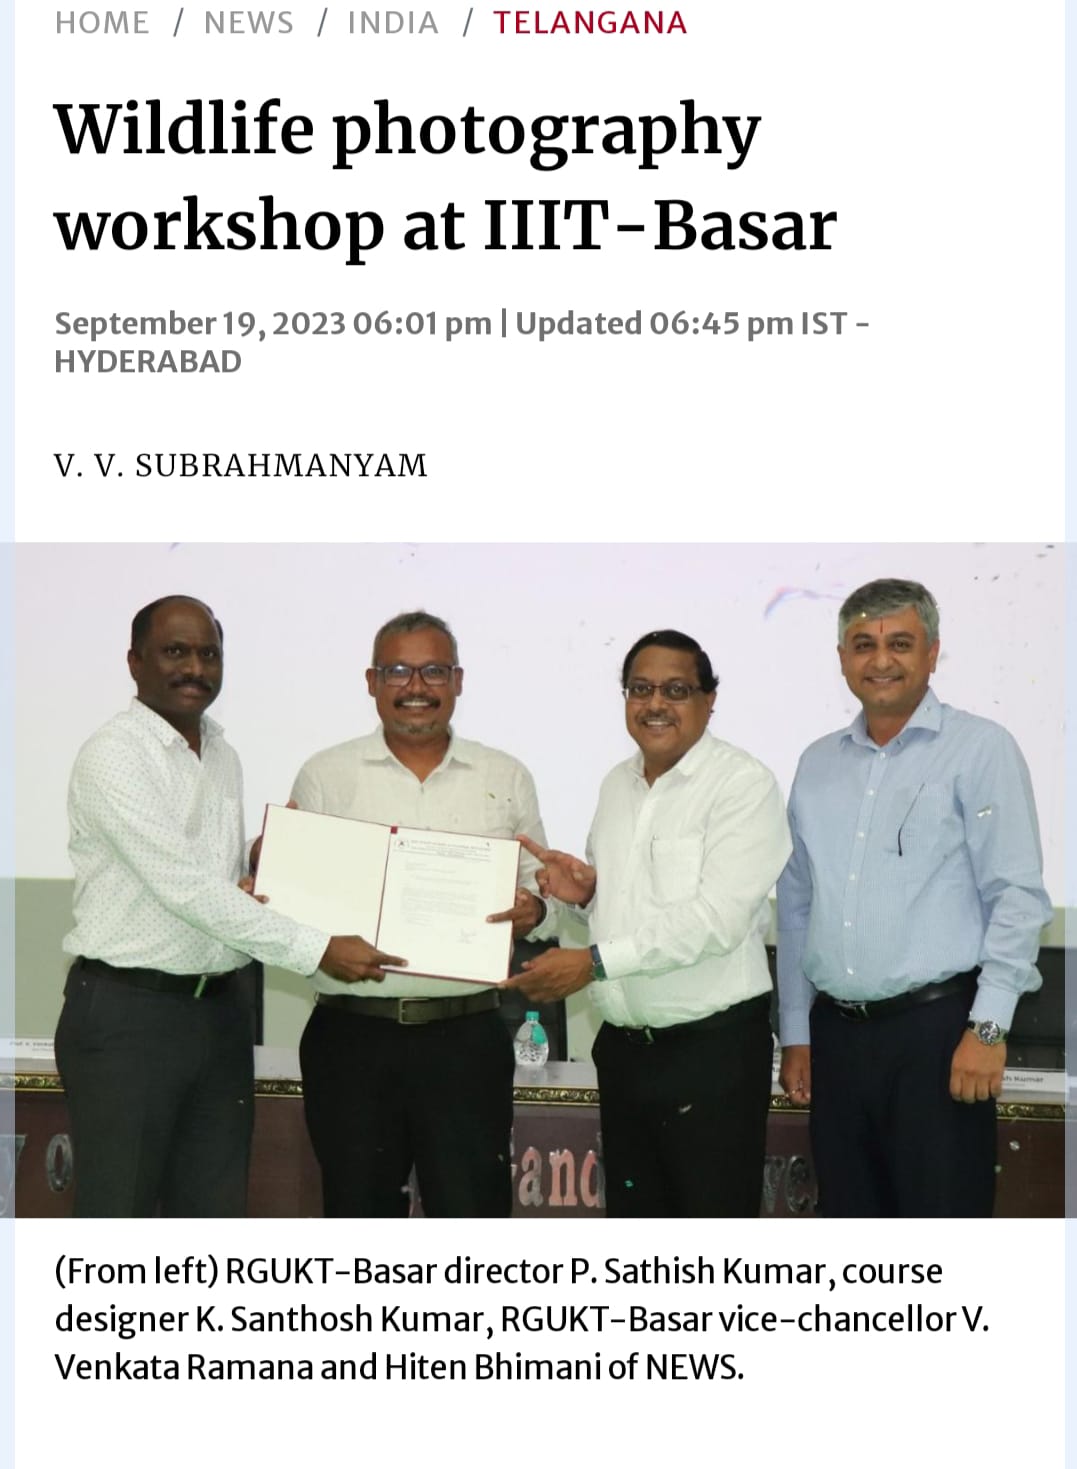 HOME / NEWS / INDIA / TELANGANA
Wildlife photography
workshop at IIIT-Basar
September 19, 2023 06:01 pm | Updated 06:45 pm IST -
HYDERABAD
V. V. SUBRAHMANYAM
and
(From left) RGUKT-Basar director P. Sathish Kumar, course
designer K. Santhosh Kumar, RGUKT-Basar vice-chancellor V.
Venkata Ramana and Hiten Bhimani of NEWS.